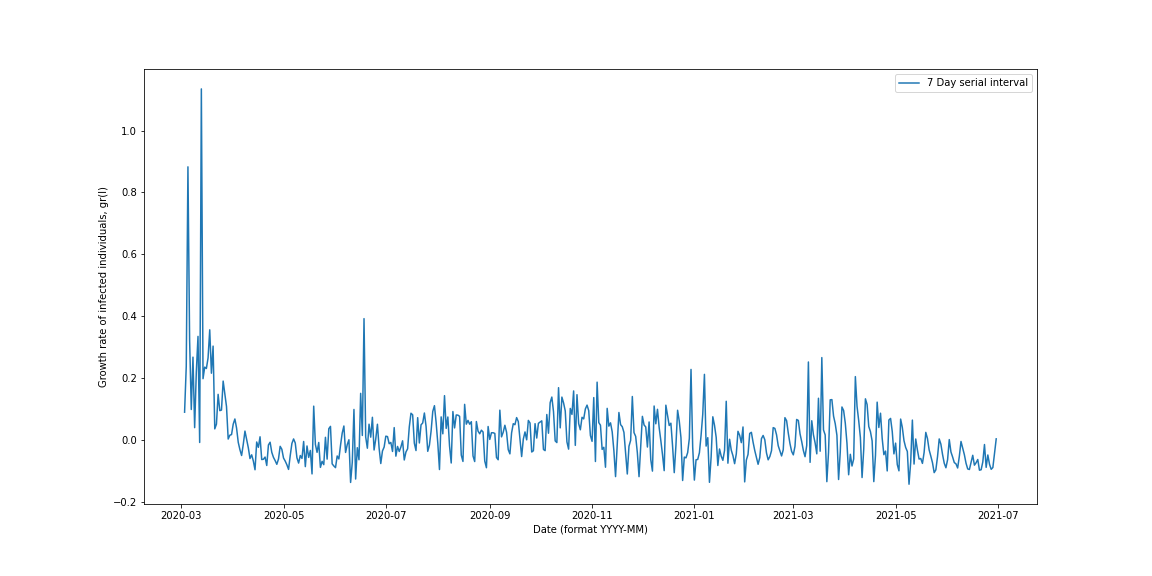 7 Day serial interval
Growth rate of infected individuals, gr(I)
1.0
0.8
0.6
0.4
0.2
0.0
−0.2
2020-03 2020-05 2020-07 2020-09 2020-11 2021-01 2021-03 2021-05 2021-07
Date (format YYYY-MM)